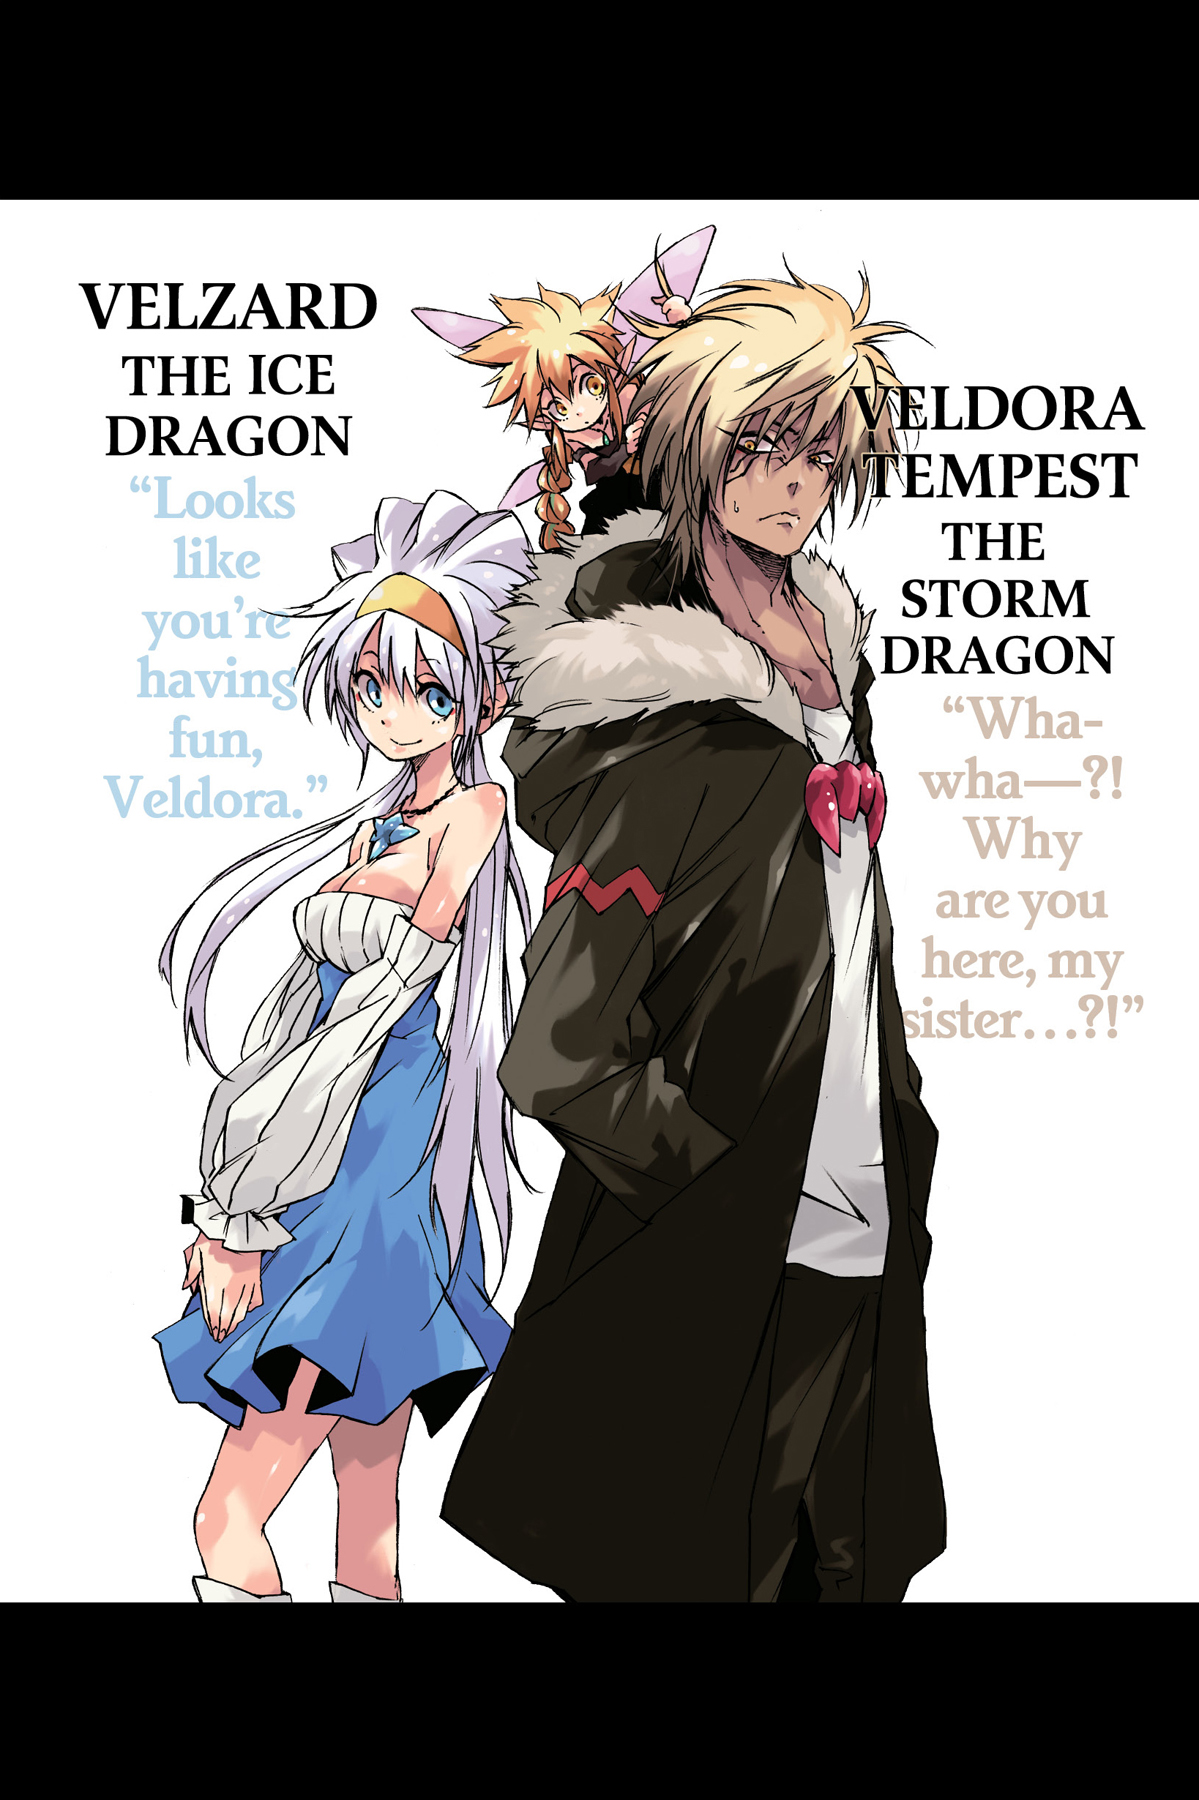 VELZARD
THE ICE
DRAGON
“Looks
like
you’re
having
fun,
Veldora.”
VELDORA
TEMPEST
THE
STORM
DRAGON
“Wha-
wha—?!
Why
are you
here, my
sister...?!”